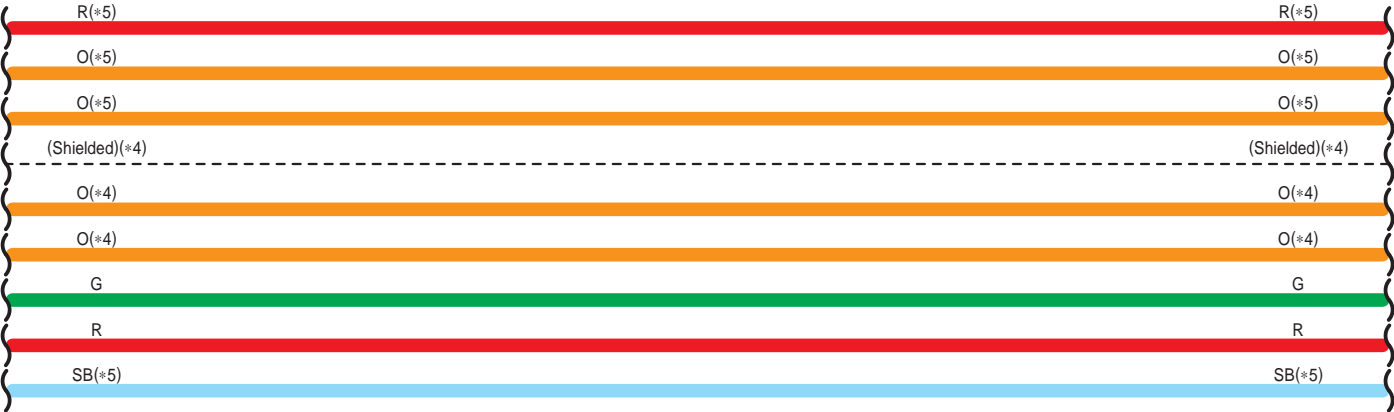 R(*5) R(*5)
O(*5) O(*5)
O(*5) O(*5)
(Shielded)(*4) (Shielded)(*4)
O(*4) O(*4)
O(*4) O(*4)
G G
R R
SB(*5) SB(*5)